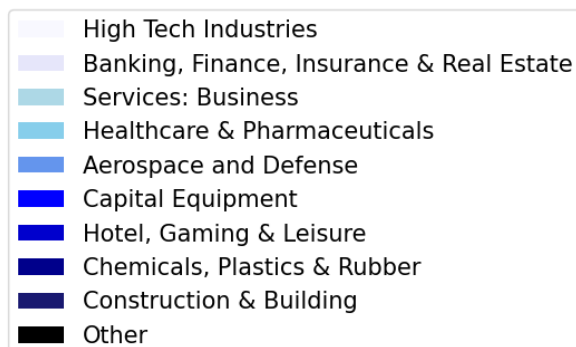 High Tech Industries
Banking, Finance, Insurance & Real Estate
Services: Business
Healthcare & Pharmaceuticals
Aerospace and Defense
Capital Equipment
Hotel, Gaming & Leisure
Chemicals, Plastics & Rubber
Construction & Building
Other